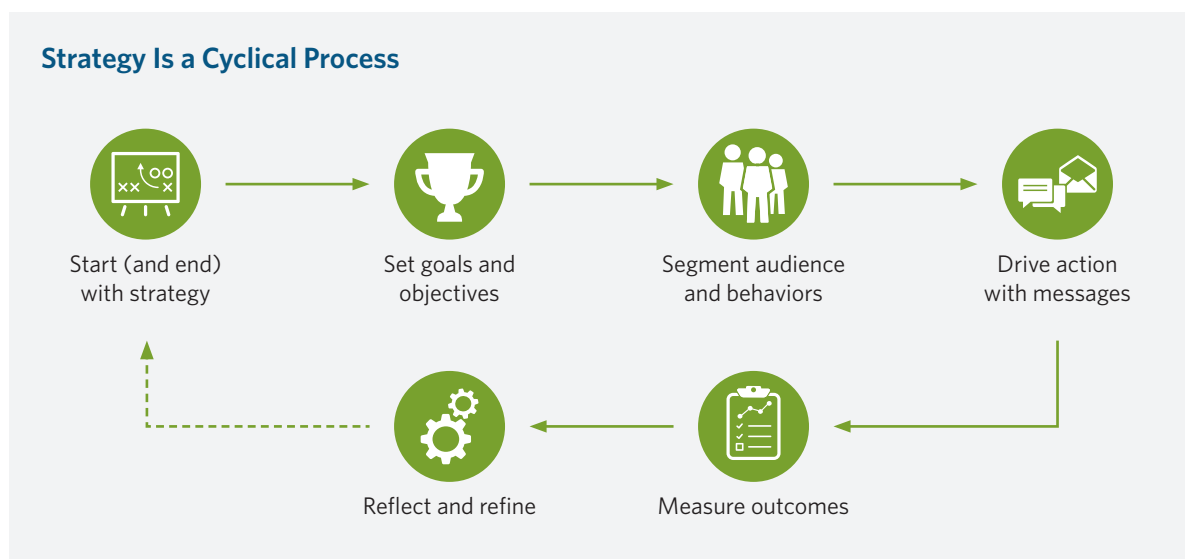 Strategy Is a Cyclical Process
Start (and end)
with strategy
Set goals and
objectives
Segment audience
and behaviors
Drive action
with messages
Reflect and refine
Measure outcomes